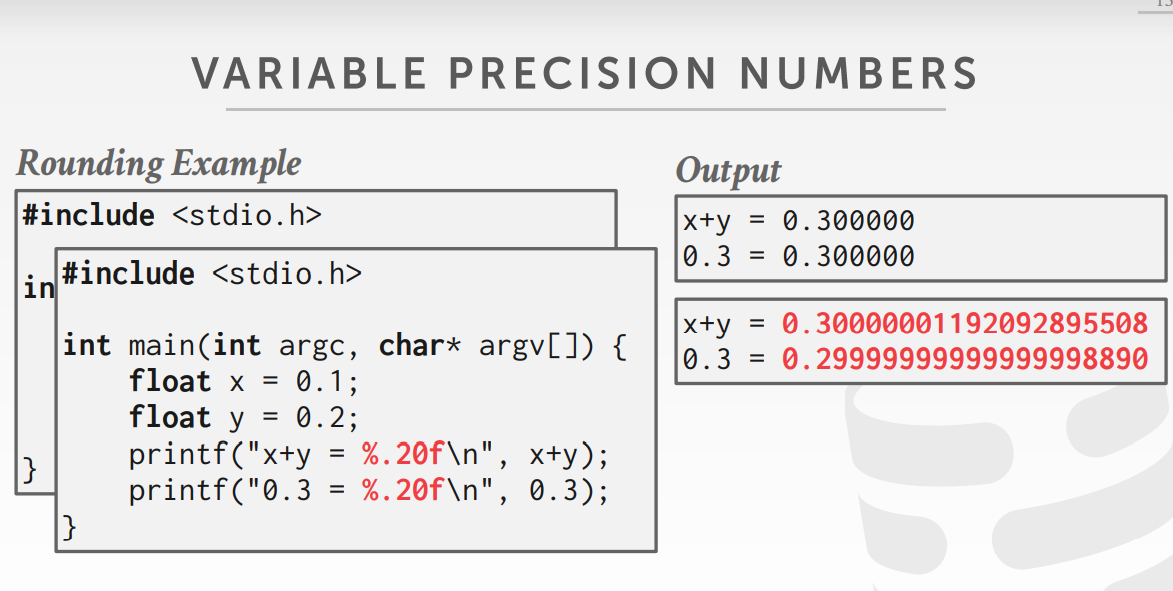 VARIABLE PRECISION NUMBERS
Rounding Example
#include <stdio.h>
in
}
#include <stdio.h>
int main(int argc, char* argv[]) {
float x = 0.1;
float y = 0.2;
printf("x+y = %.20f\n", x+y);
printf("0.3 = %.20f\n", 0.3);
}
Output
x+y = 0.300000
0.3 = 0.300000
x+y = 0.30000001192092895508
0.3 = 0.29999999999999998890